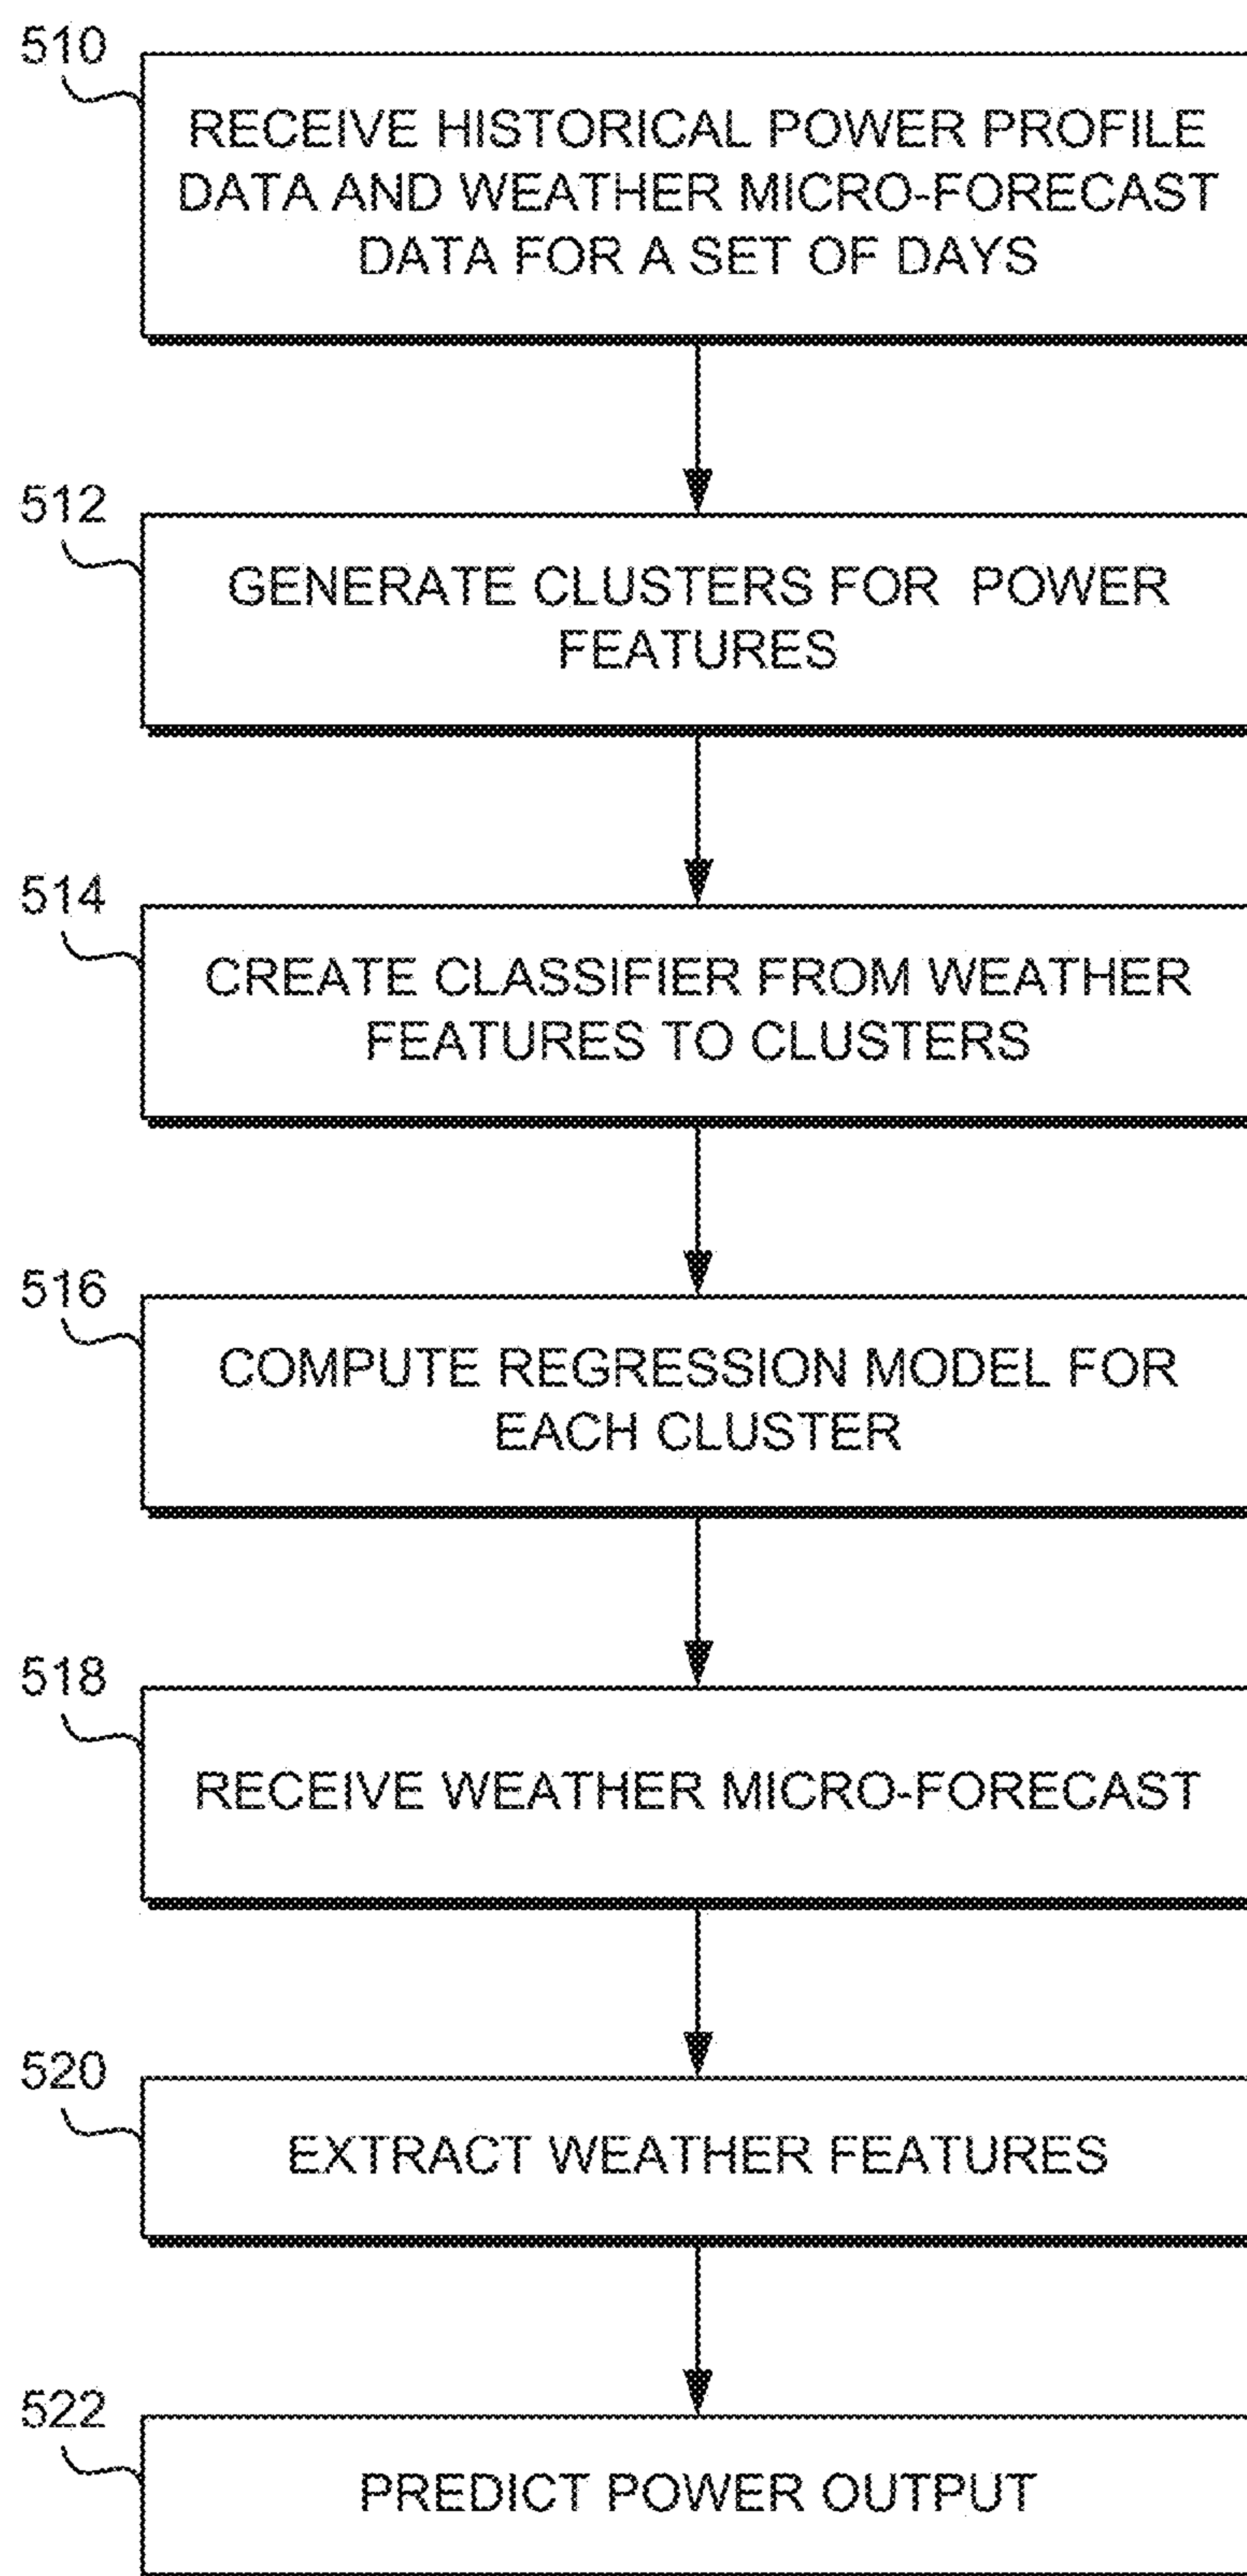 510
RECEIVE HISTORICAL POWER PROFILE
DATA AND WEATHER MICRO-FORECAST
DATA FOR A SET OF DAYS
512
GENERATE CLUSTERS FOR POWER
FEATURES
514
CREATE CLASSIFIER FROM WEATHER
FEATURES TO CLUSTERS
516
COMPUTE REGRESSION MODEL FOR
EACH CLUSTER
518
RECEIVE WEATHER MICRO-FORECAST
520
EXTRACT WEATHER FEATURES
522
PREDICT POWER OUTPUT